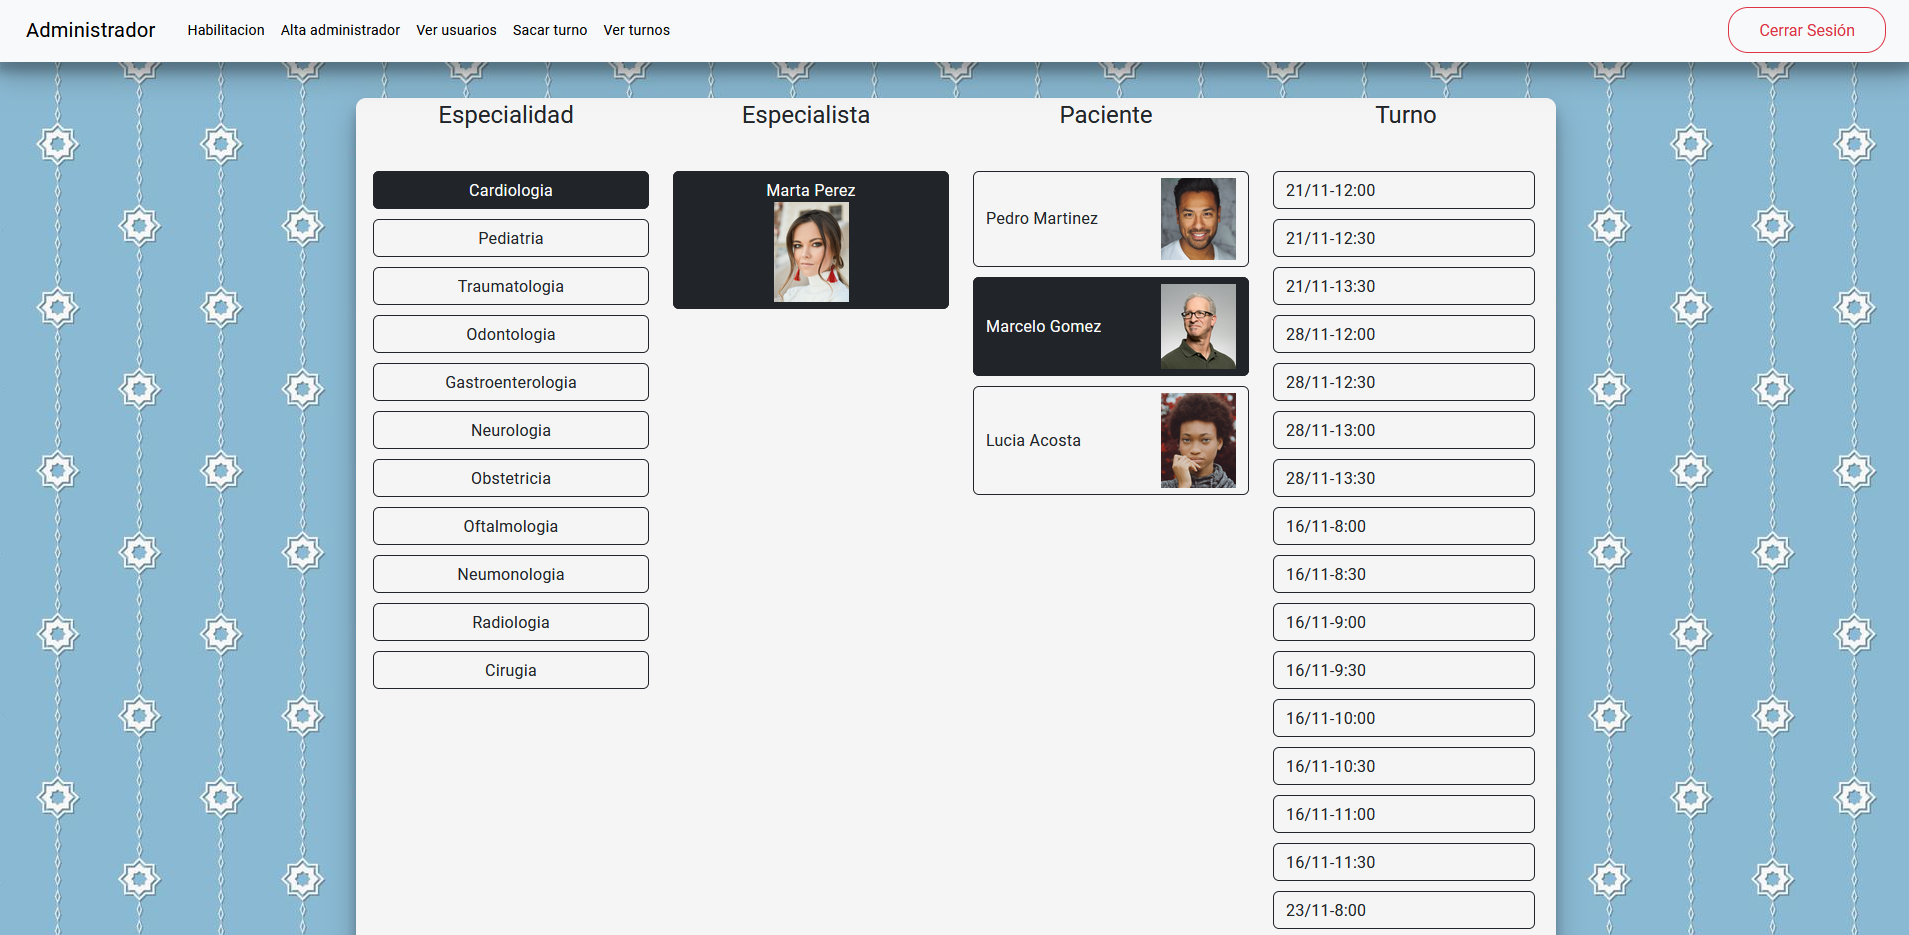 Administrador
Habilitacion
Alta administrador
Ver usuarios
Sacar turno
Ver turnos
Cerrar Sesión
Especialidad
Cardiologia
Pediatria
Traumatologia
Odontologia
Gastroenterologia
Neurologia
Obstetricia
Oftalmologia
Neumonologia
Radiologia
Cirugia
Especialista
Marta Perez
Paciente
Pedro Martinez
Marcelo Gomez
Lucia Acosta
Turno
21/11-12:00
21/11-12:30
21/11-13:30
28/11-12:00
28/11-12:30
28/11-13:00
28/11-13:30
16/11-8:00
16/11-8:30
16/11-9:00
16/11-9:30
16/11-10:00
16/11-10:30
16/11-11:00
16/11-11:30
23/11-8:00